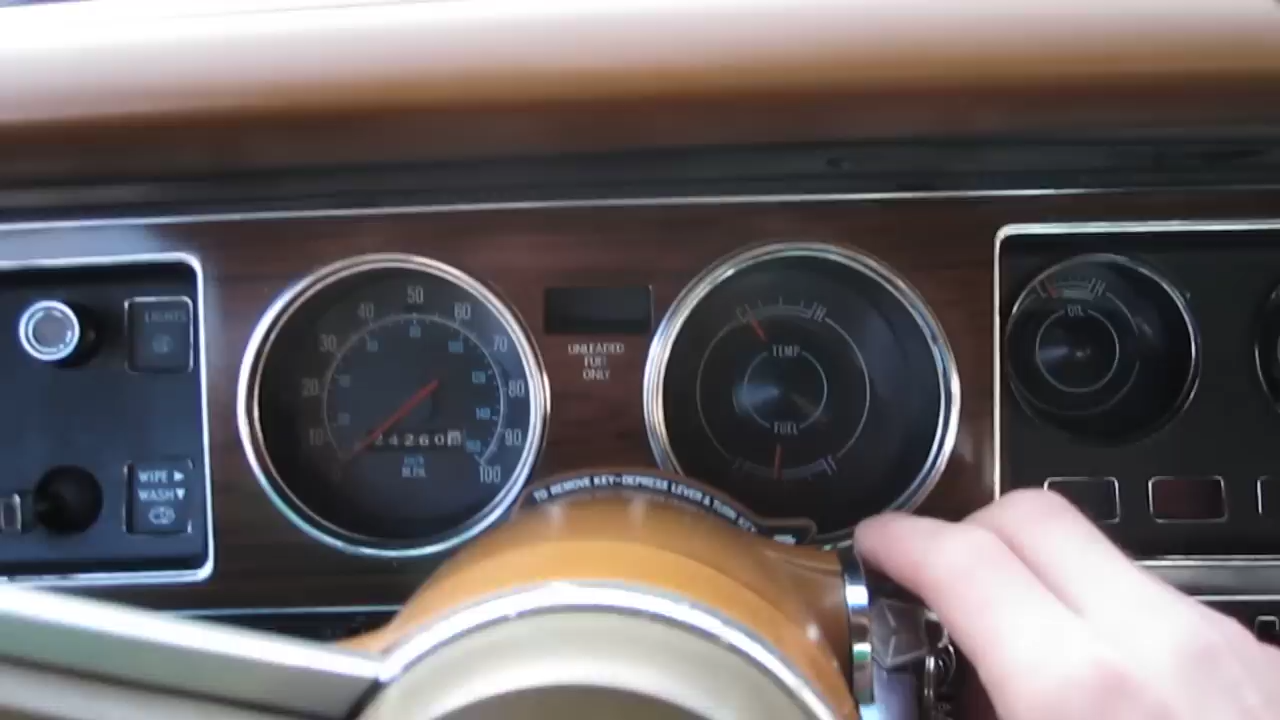 LIGHTS
WIPE ▶
WASH▼
50
40 60
30 70
20 80
10 90
100
24260
M.P.H.
UNLEADED
FUEL
ONLY
C H
TEMP
FUEL
TO REMOVE KEY-DEPRESS LEVER & TURN KEY
L H
OIL